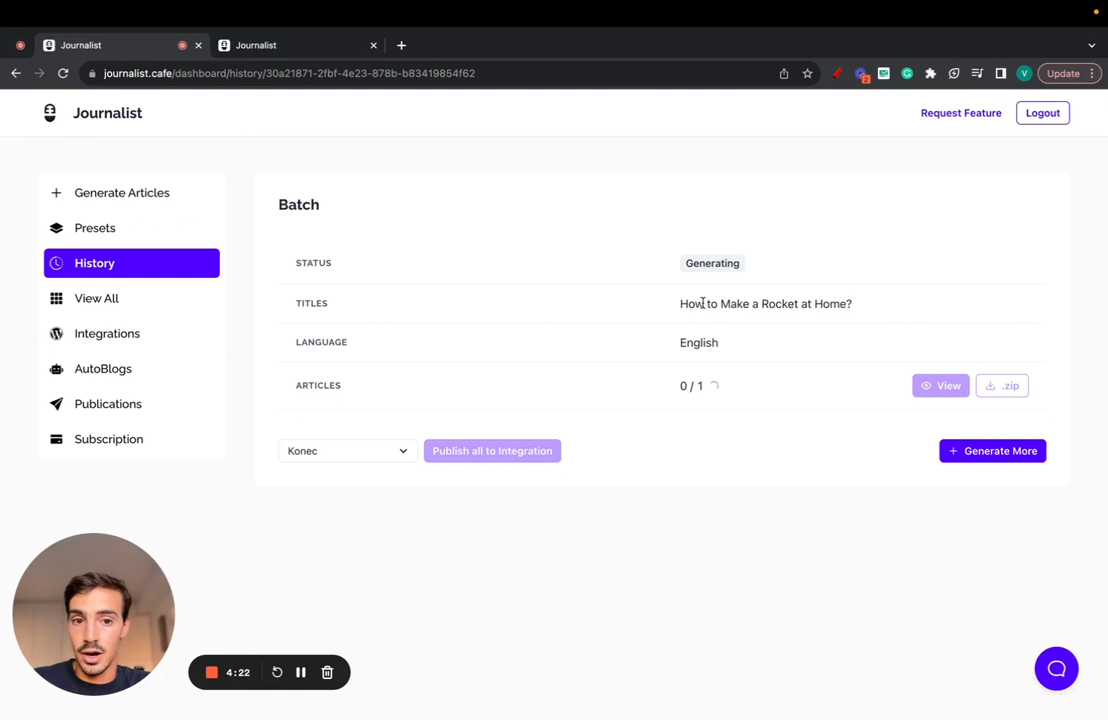 Journalist
Journalist
journalist.cafe/dashboard/history/30a21871-2fbf-4e23-878b-b83419854f62
2
V
Update
Journalist
Request Feature
Logout
Generate Articles
Presets
History
View All
Integrations
AutoBlogs
Publications
Subscription
Batch
STATUS
Generating
TITLES
How to Make a Rocket at Home?
LANGUAGE
English
ARTICLES
0 / 1
View
.zip
Konec
Publish all to Integration
+ Generate More
4:22